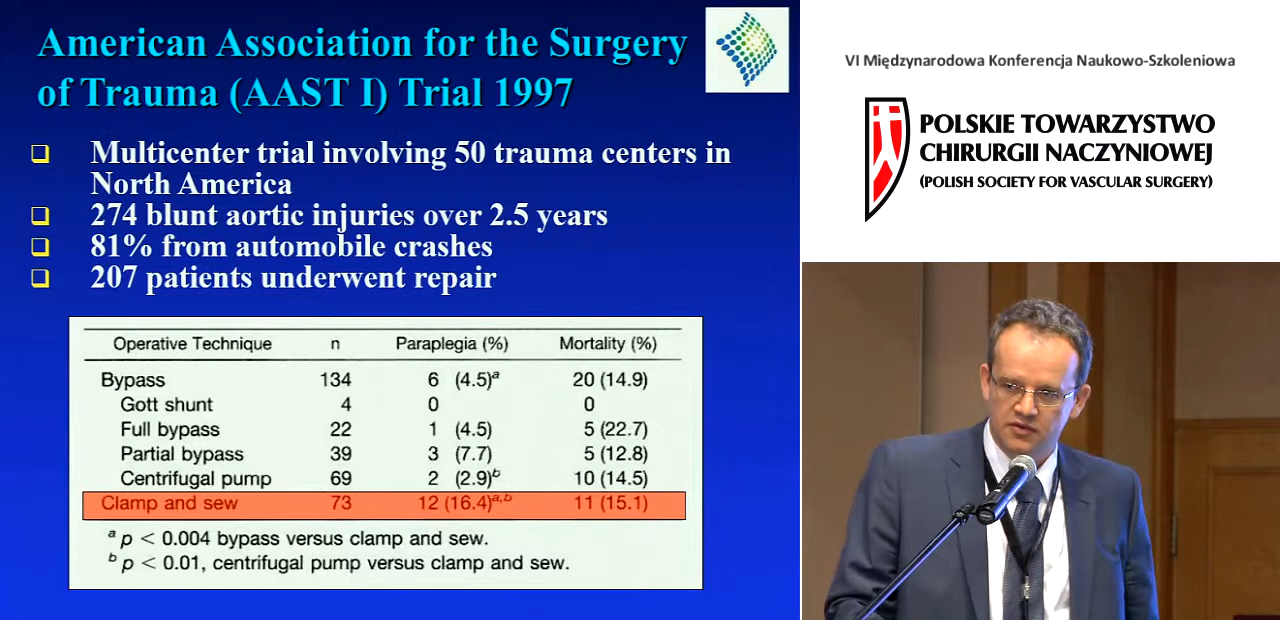 American Association for the Surgery
of Trauma (AAST I) Trial 1997
Multicenter trial involving 50 trauma centers in
North America
274 blunt aortic injuries over 2.5 years
81% from automobile crashes
207 patients underwent repair
Operative Technique n Paraplegia (%) Mortality (%)
Bypass 134 6 (4.5)a 20 (14.9)
Gott shunt 4 0 0
Full bypass 22 1 (4.5) 5 (22.7)
Partial bypass 39 3 (7.7) 5 (12.8)
Centrifugal pump 69 2 (2.9)b 10 (14.5)
Clamp and sew 73 12 (16.4)a,b 11 (15.1)
a p < 0.004 bypass versus clamp and sew.
b p < 0.01, centrifugal pump versus clamp and sew.
VI Międzynarodowa Konferencja Naukowo-Szkoleniowa
POLSKIE TOWARZYSTWO
CHIRURGII NACZYNIOWEJ
(POLISH SOCIETY FOR VASCULAR SURGERY)